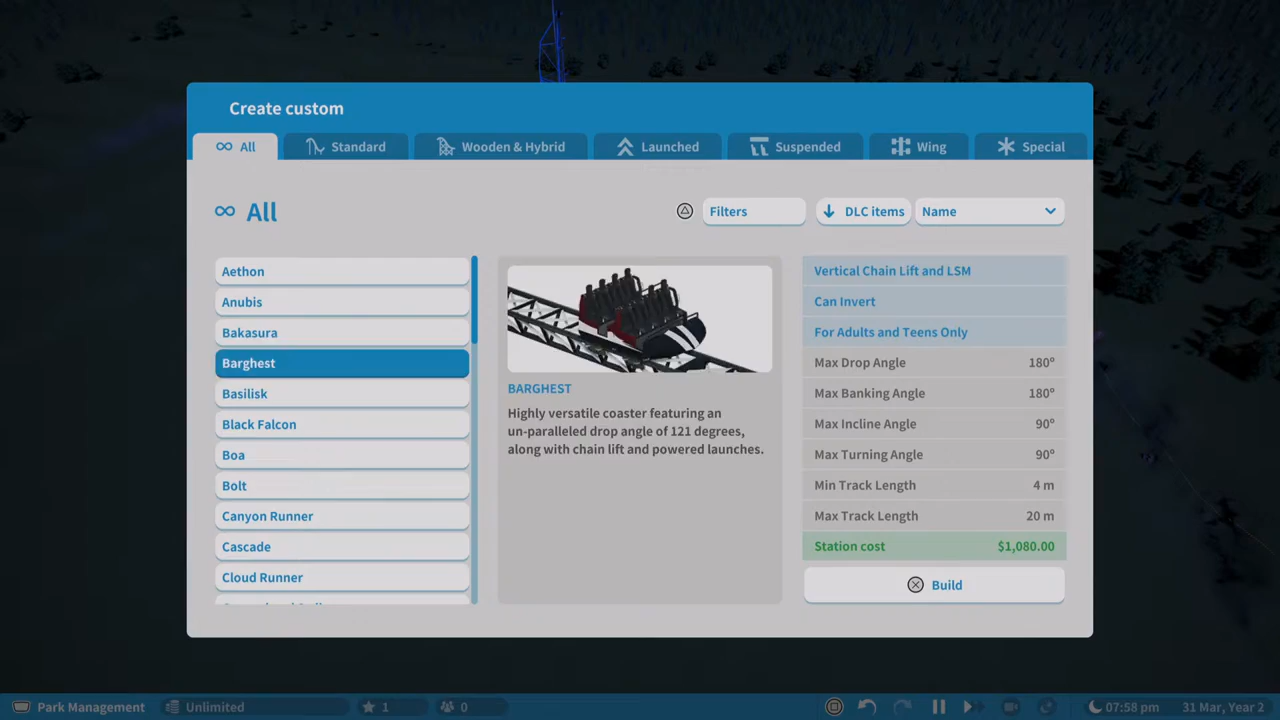 Create custom
All
Standard
Wooden & Hybrid
Launched
Suspended
Wing
Special
All
Filters
DLC items
Name
Aethon
Anubis
Bakasura
Barghest
Basilisk
Black Falcon
Boa
Bolt
Canyon Runner
Cascade
Cloud Runner
BARGHEST
Highly versatile coaster featuring an
un-paralleled drop angle of 121 degrees,
along with chain lift and powered launches.
Vertical Chain Lift and LSM
Can Invert
For Adults and Teens Only
Max Drop Angle 180º
Max Banking Angle 180º
Max Incline Angle 90º
Max Turning Angle 90º
Min Track Length 4 m
Max Track Length 20 m
Station cost $1,080.00
Build
Park Management
Unlimited
1
0
07:58 pm
31 Mar, Year 2